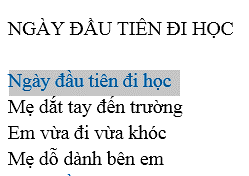 NGÀY ĐẦU TIÊN ĐI HỌC
Ngày đầu tiên đi học
Mẹ dắt tay đến trường
Em vừa đi vừa khóc
Mẹ dỗ dành bên em